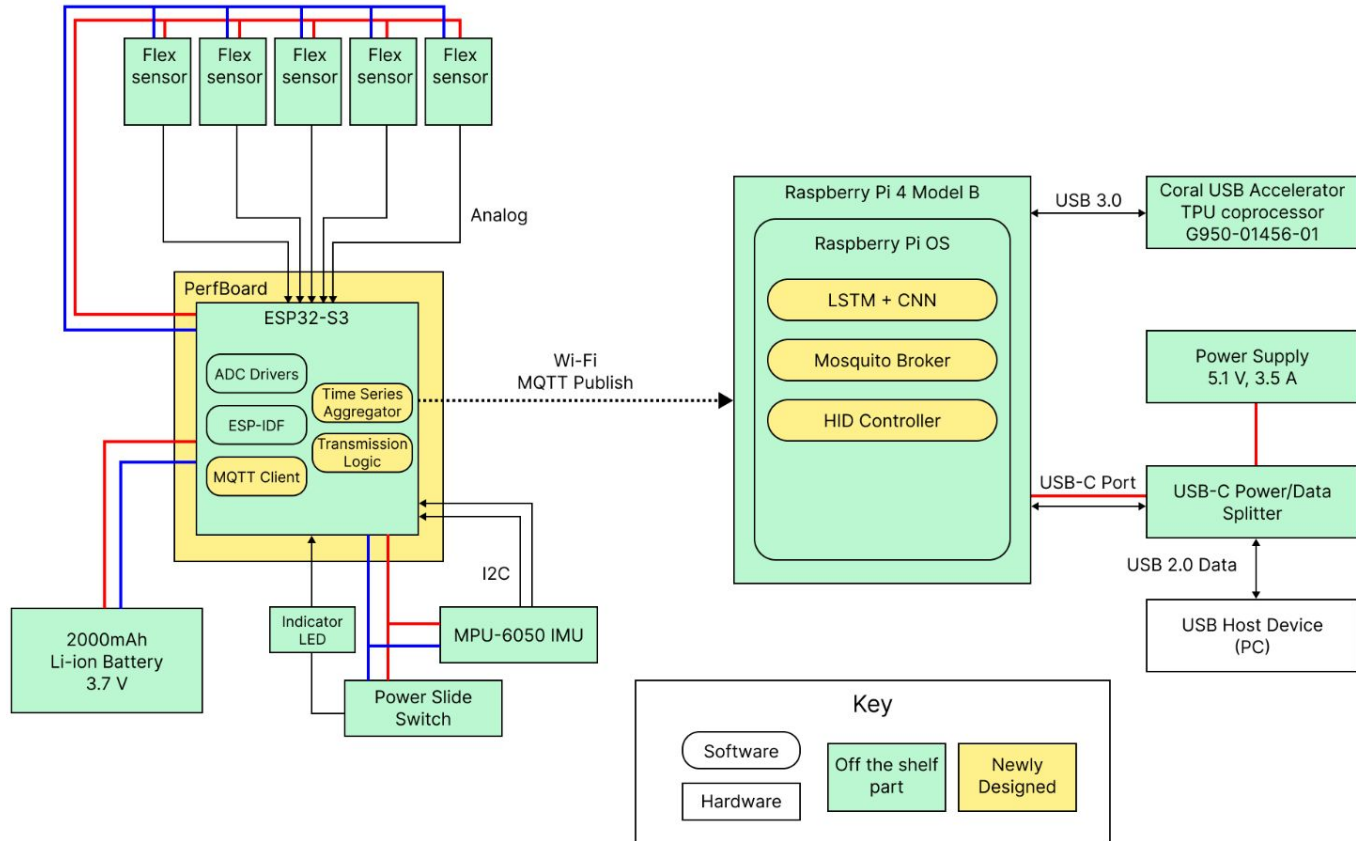 Flex
sensor
Flex
sensor
Flex
sensor
Flex
sensor
Flex
sensor
Analog
PerfBoard
ESP32-S3
ADC Drivers
Time Series
Aggregator
ESP-IDF
Transmission
Logic
MQTT Client
Wi-Fi
MQTT Publish
Raspberry Pi 4 Model B
Raspberry Pi OS
LSTM + CNN
Mosquito Broker
HID Controller
USB 3.0
Coral USB Accelerator
TPU coprocessor
G950-01456-01
Power Supply
5.1 V, 3.5 A
USB-C Port
USB-C Power/Data
Splitter
USB 2.0 Data
USB Host Device
(PC)
I2C
2000mAh
Li-ion Battery
3.7 V
Indicator
LED
MPU-6050 IMU
Power Slide
Switch
Key
Software
Hardware
Off the shelf
part
Newly
Designed